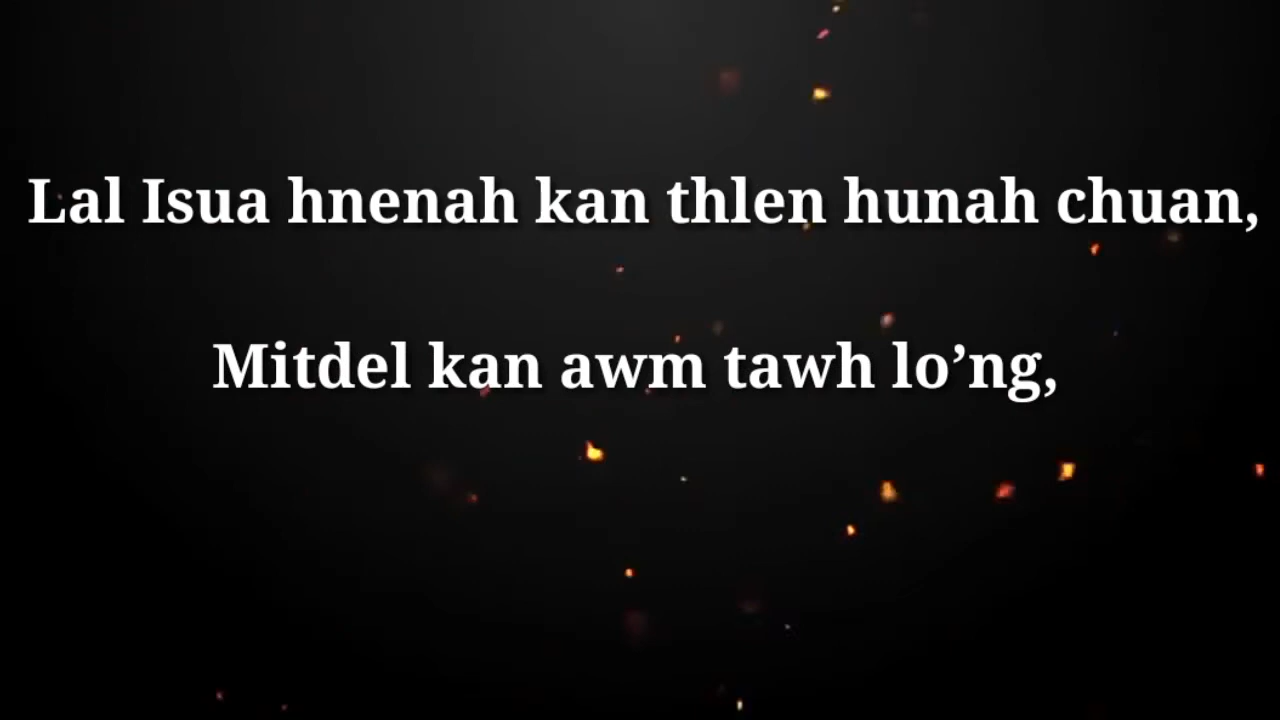 Lal Isua hnenah kan thlen hunah chuan,
Mitdel kan awm tawh lo’ng,